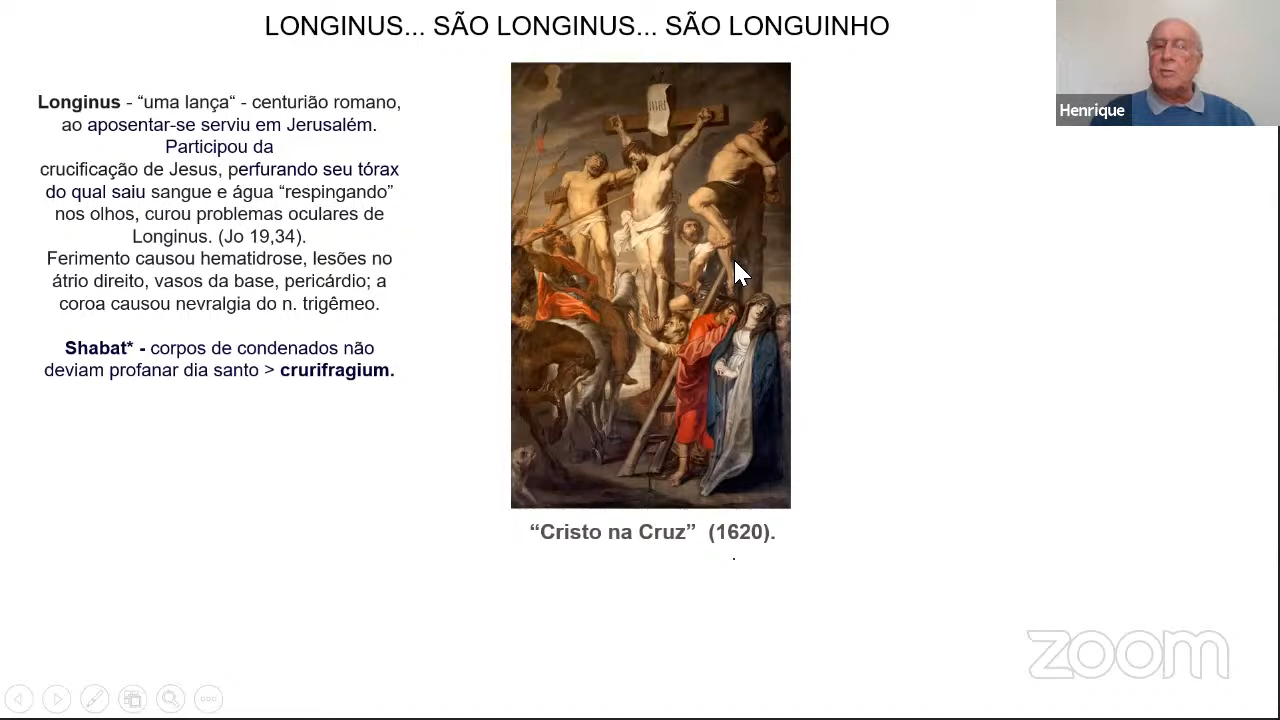 LONGINUS... SÃO LONGINUS... SÃO LONGUINHO
Henrique
Longinus - “uma lança“ - centurião romano,
ao aposentar-se serviu em Jerusalém.
Participou da
crucificação de Jesus, perfurando seu tórax
do qual saiu sangue e água “respingando”
nos olhos, curou problemas oculares de
Longinus. (Jo 19,34).
Ferimento causou hematidrose, lesões no
átrio direito, vasos da base, pericárdio; a
coroa causou nevralgia do n. trigêmeo.
Shabat* - corpos de condenados não
deviam profanar dia santo > crurifragium.
“Cristo na Cruz” (1620).
.
zoom